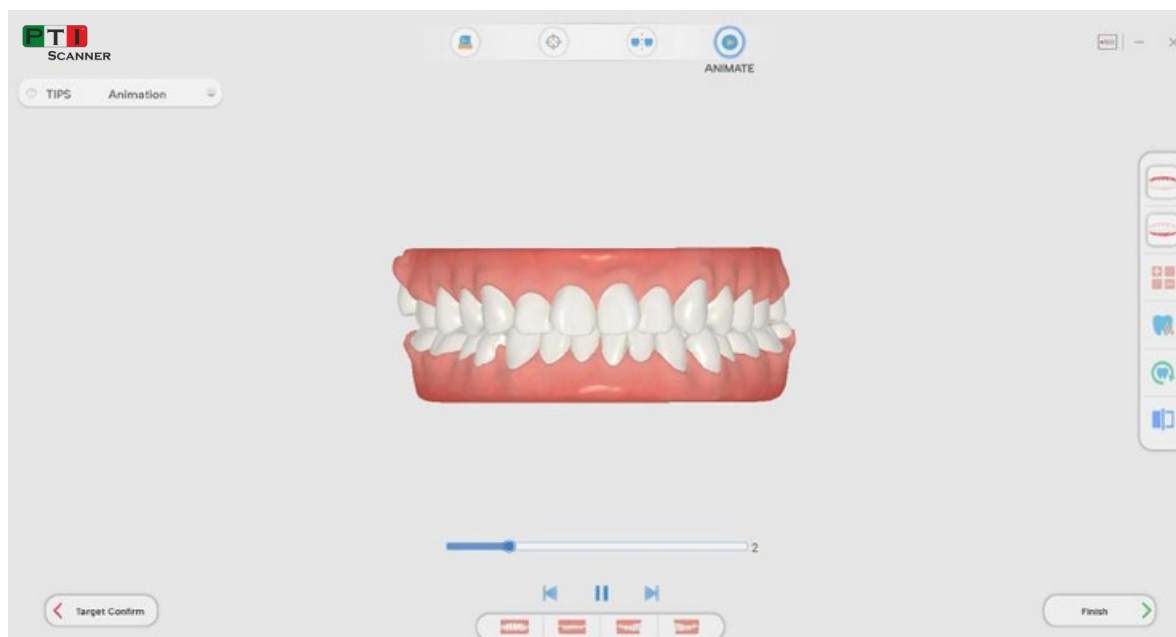 PTI
SCANNER
ANIMATE
TIPS Animation
2
Target Confirm
Finish